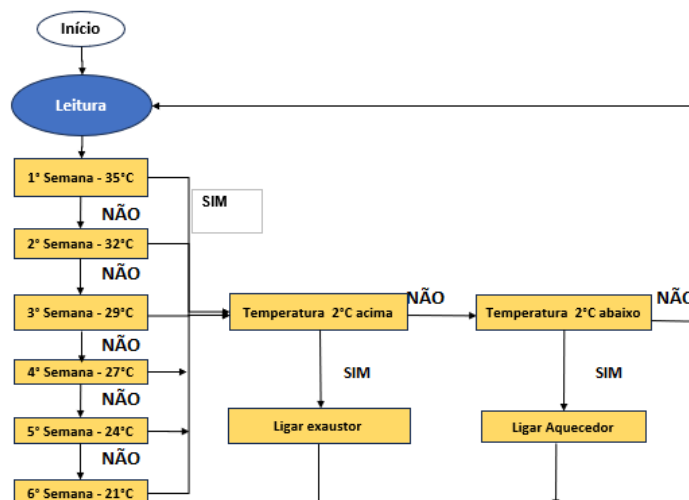 Início
Leitura
1° Semana - 35°C
SIM
NÃO
2° Semana - 32°C
NÃO
3° Semana - 29°C
Temperatura 2°C acima
NÃO
Temperatura 2°C abaixo
NÃO
NÃO
4° Semana - 27°C
SIM
SIM
NÃO
5° Semana - 24°C
Ligar exaustor
Ligar Aquecedor
NÃO
6° Semana - 21°C